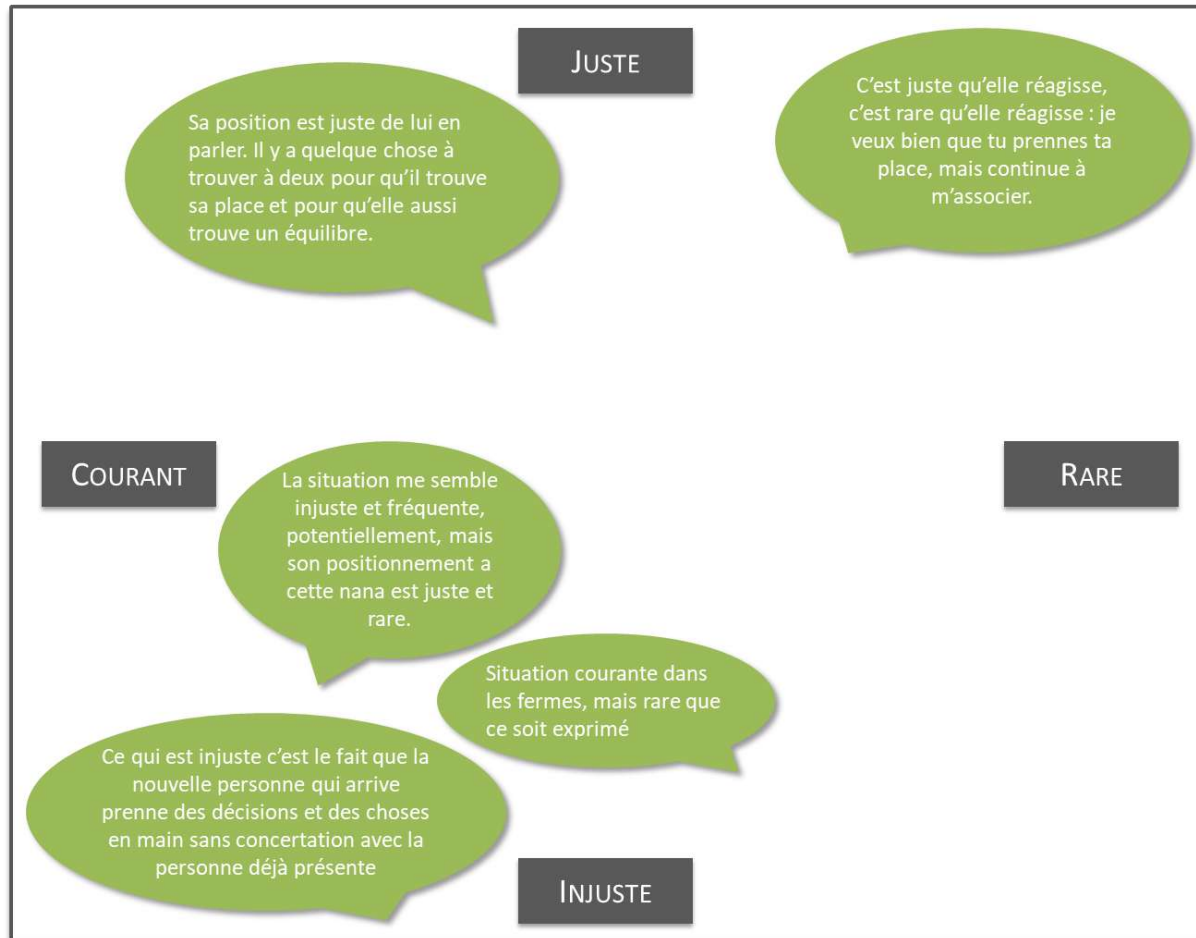 JUSTE
Sa position est juste de lui en
parler. Il y a quelque chose à
trouver à deux pour qu’il trouve
sa place et pour qu’elle aussi
trouve un équilibre.
C’est juste qu’elle réagisse,
c’est rare qu’elle réagisse : je
veux bien que tu prennes ta
place, mais continue à
m’associer.
COURANT
RARE
La situation me semble
injuste et fréquente,
potentiellement, mais
son positionnement a
cette nana est juste et
rare.
Situation courante dans
les fermes, mais rare que
ce soit exprimé
Ce qui est injuste c’est le fait que la
nouvelle personne qui arrive
prenne des décisions et des choses
en main sans concertation avec la
personne déjà présente
INJUSTE